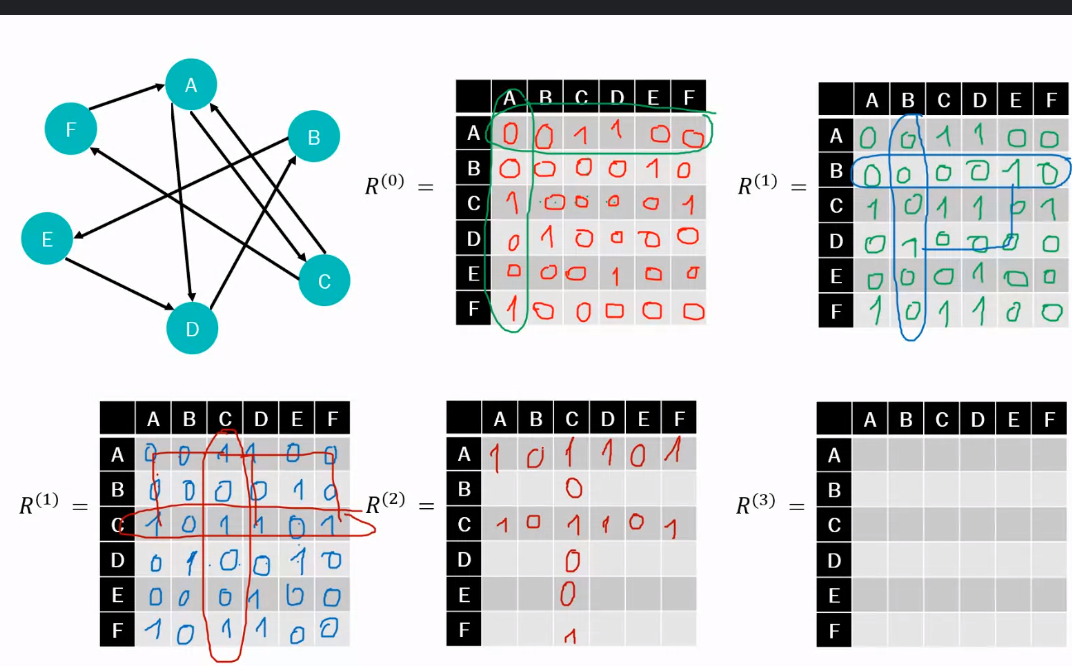 A
F
B
E
C
D
R(0) =
A B C D E F
A 0 0 1 1 0 0
B 0 0 0 0 1 0
C 1 0 0 0 0 1
D 0 1 0 0 0 0
E 0 0 0 1 0 0
F 1 0 0 0 0 0
R(1) =
A B C D E F
A 0 0 1 1 0 0
B 0 0 0 0 1 0
C 1 0 1 1 0 1
D 0 1 0 0 0 0
E 0 0 0 1 0 0
F 1 0 1 1 0 0
R(1) =
A B C D E F
A 0 0 1 1 0 0
B 0 0 0 0 1 0
C 1 0 1 1 0 1
D 0 1 0 0 1 0
E 0 0 0 1 0 0
F 1 0 1 1 0 0
R(2) =
A B C D E F
A 1 0 1 1 0 1
B 0
C 1 0 1 1 0 1
D 0
E 0
F 1
R(3) =
A B C D E F
A
B
C
D
E
F